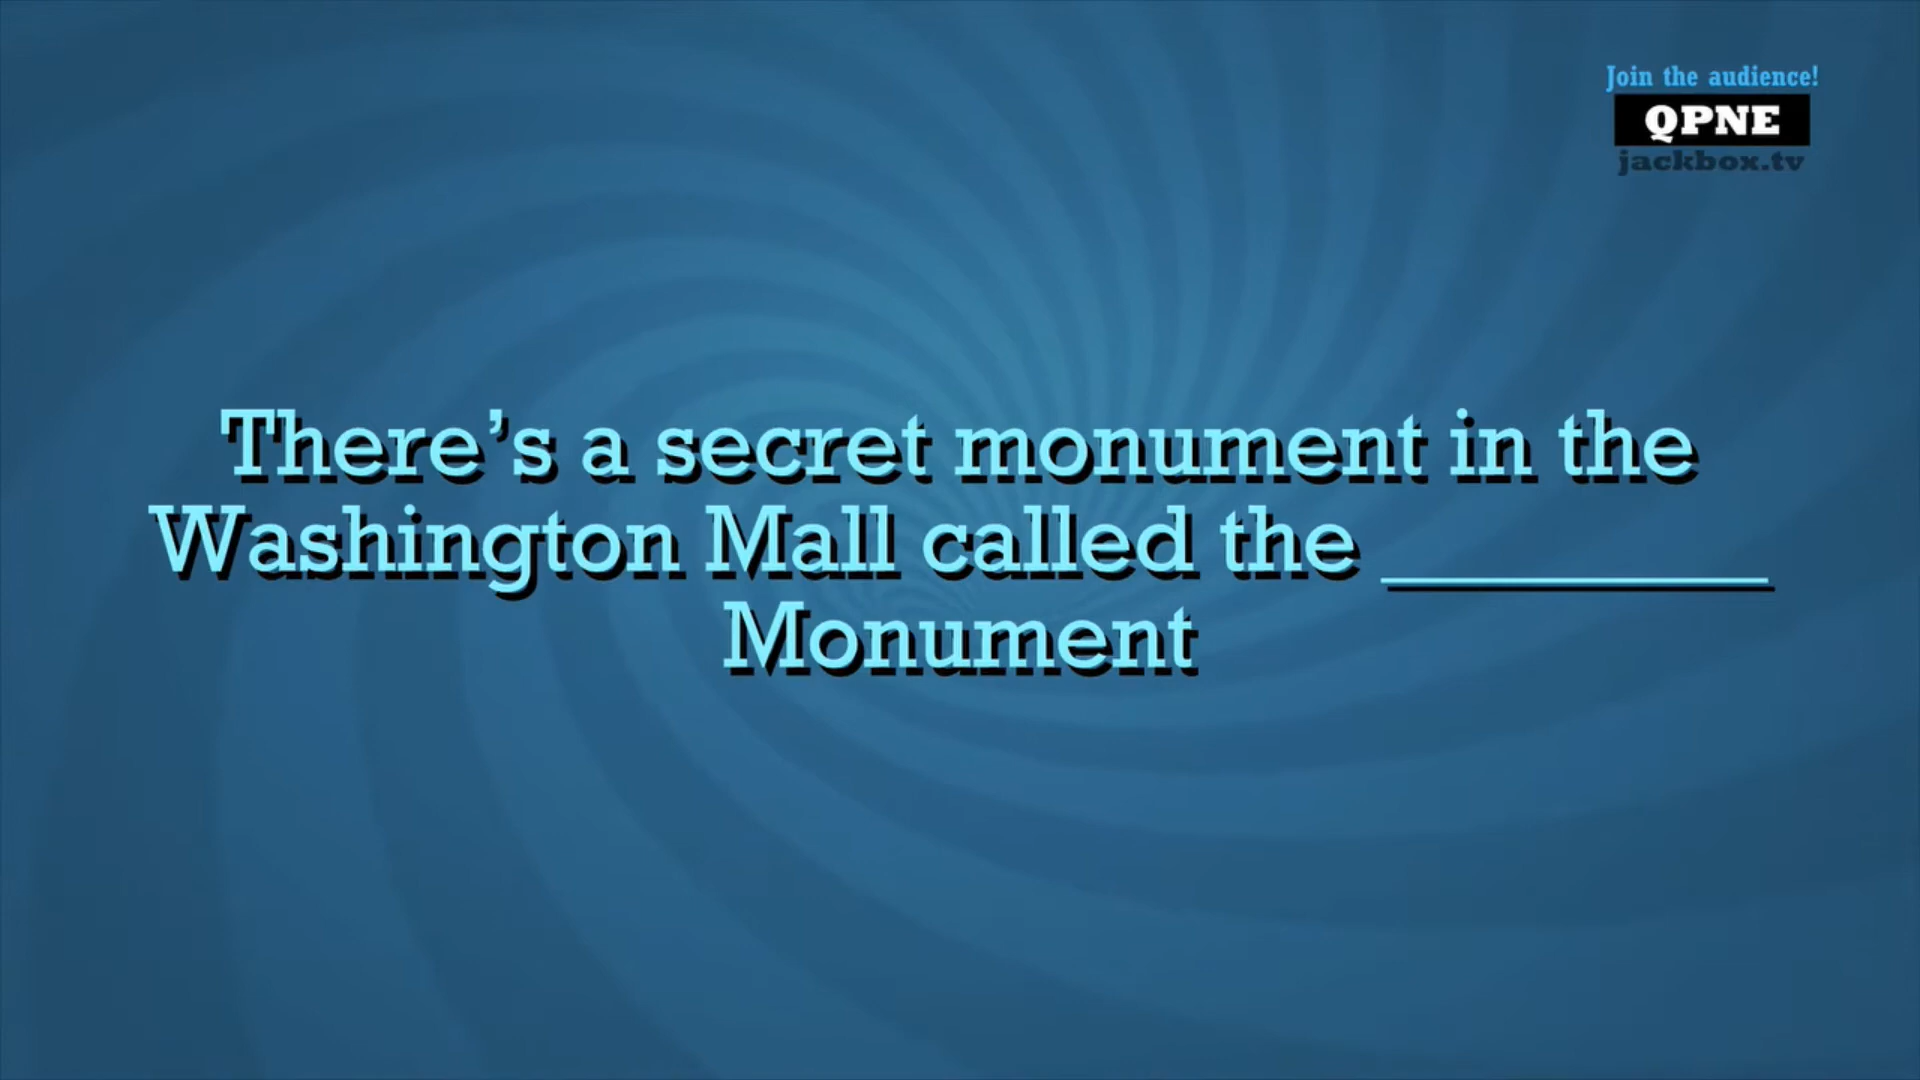 Join the audience!
QPNE
jackbox.tv
There’s a secret monument in the
Washington Mall called the ________
Monument